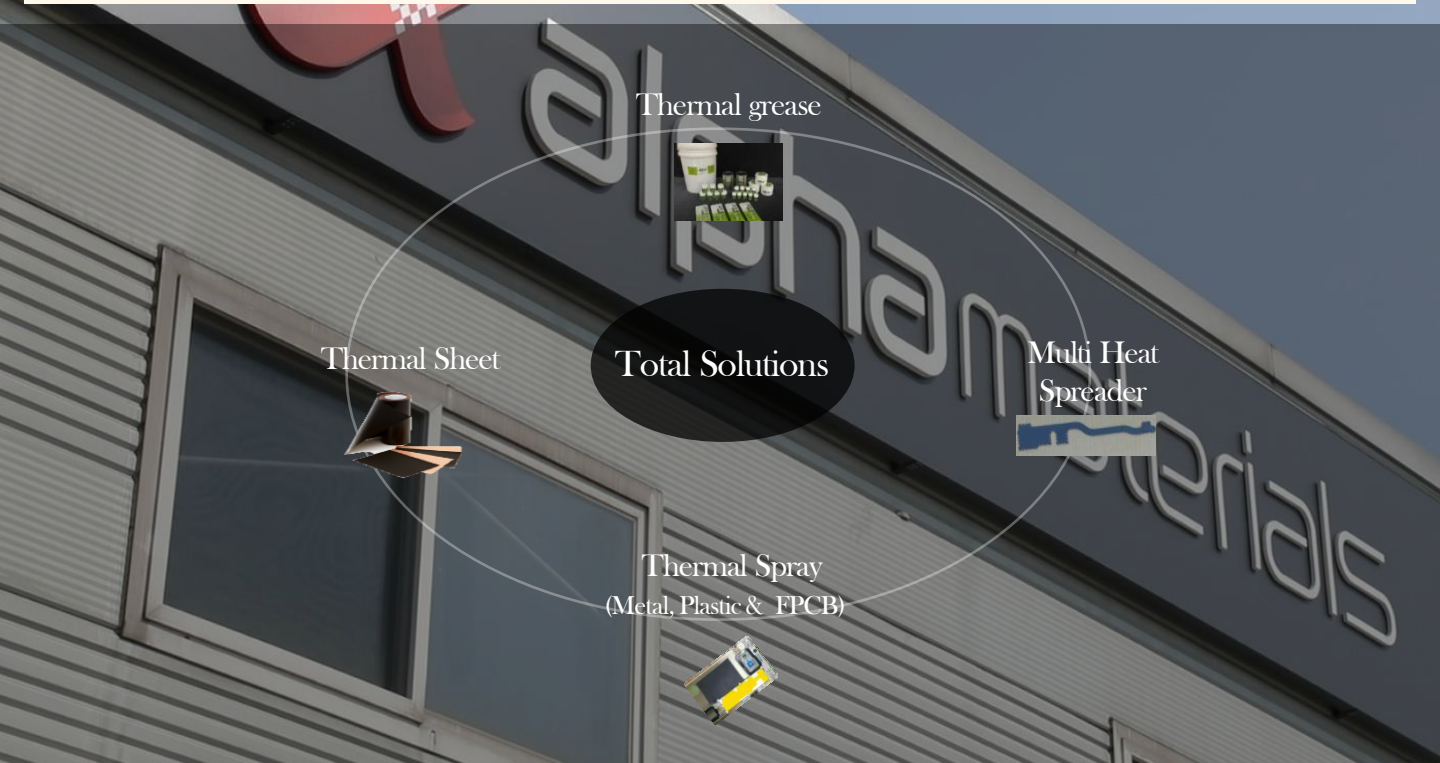 alphamaterials
Thermal grease
Thermal Sheet
Total Solutions
Multi Heat
Spreader
Thermal Spray
(Metal, Plastic & FPCB)